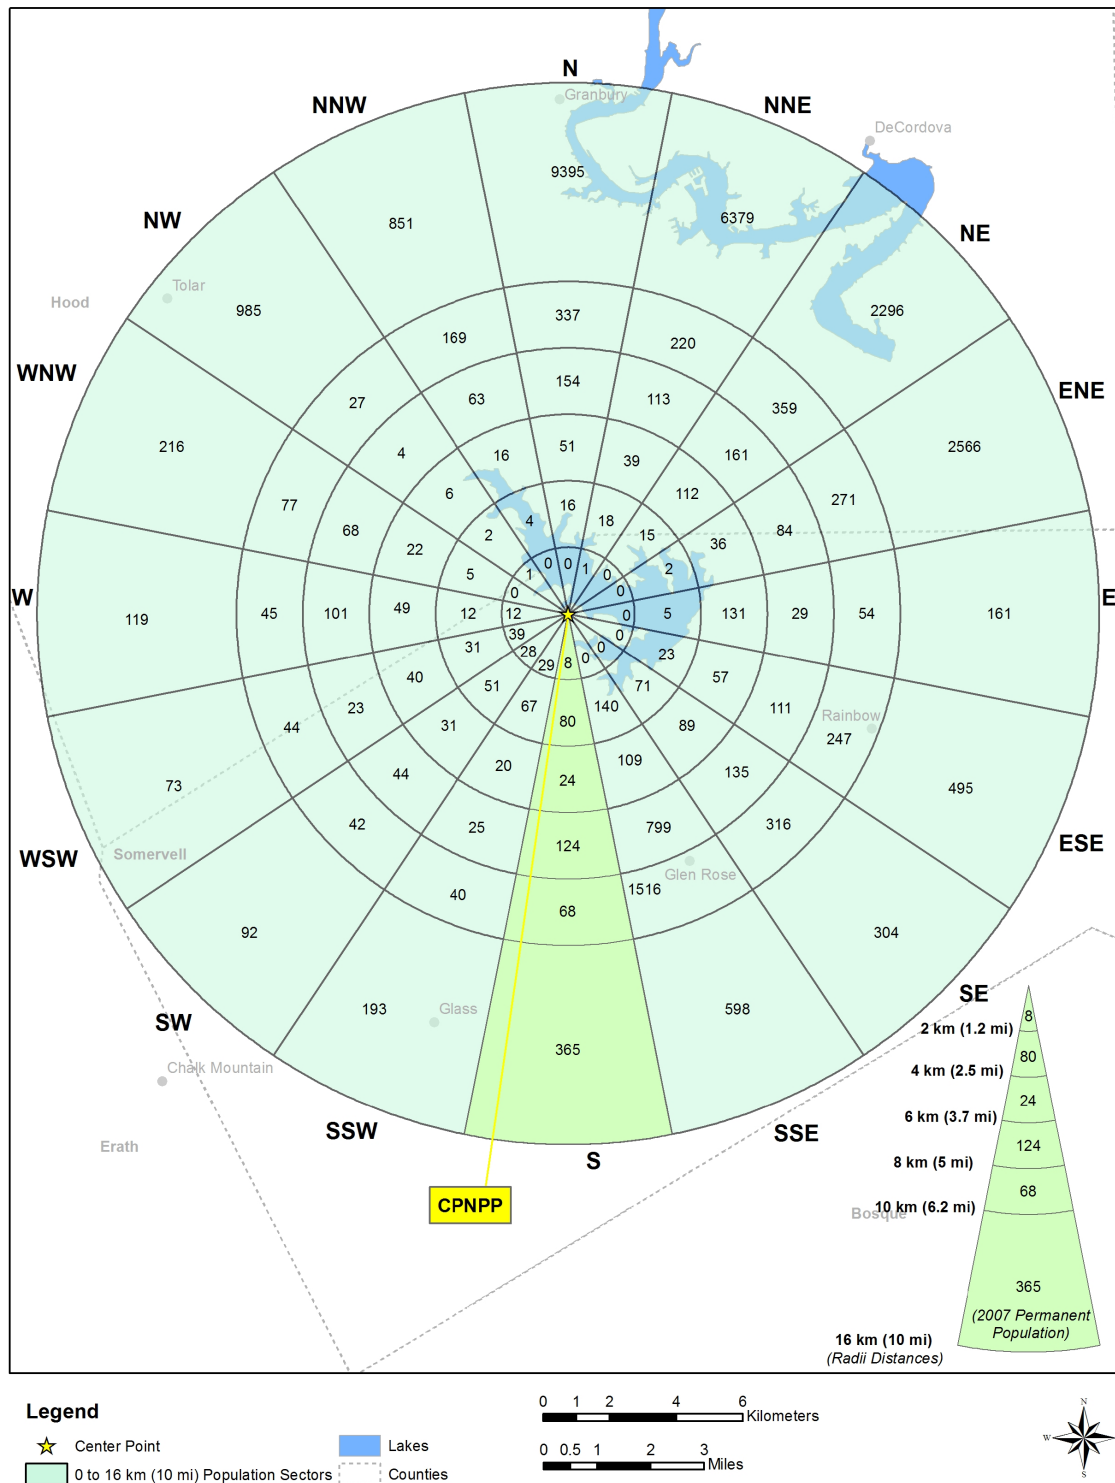 N
NNW
Granbury
NNE
DeCordova
9395
851
6379
NW
NE
Tolar
Hood
985
2296
337
169
220
WNW
154
ENE
27
63
113
359
216
4
16
51
39
161
2566
77
6
112
271
68
2
4
16
18
15
36
84
22
5
1
0
0
1
0
2
W
0
0
E
119
45
101
49
12
12
0
5
131
29
54
161
39
0
31
28
29
8
0
0
23
40
51
71
57
23
67
80
140
111
Rainbow
44
31
89
247
73
20
24
109
135
495
44
42
25
124
799
316
WSW
Somervell
ESE
Glen Rose
40
68
1516
92
304
SE
193
Glass
598
SW
365
Chalk Mountain
SSW
SSE
Erath
S
CPNPP
8
2 km (1.2 mi)
80
4 km (2.5 mi)
24
6 km (3.7 mi)
124
8 km (5 mi)
68
10 km (6.2 mi)
Bosque
365
(2007 Permanent
Population)
16 km (10 mi)
(Radii Distances)
Legend
Center Point
0 to 16 km (10 mi) Population Sectors
Lakes
Counties
0 1 2 4 6
Kilometers
0 0.5 1 2 3
Miles
N
W
S